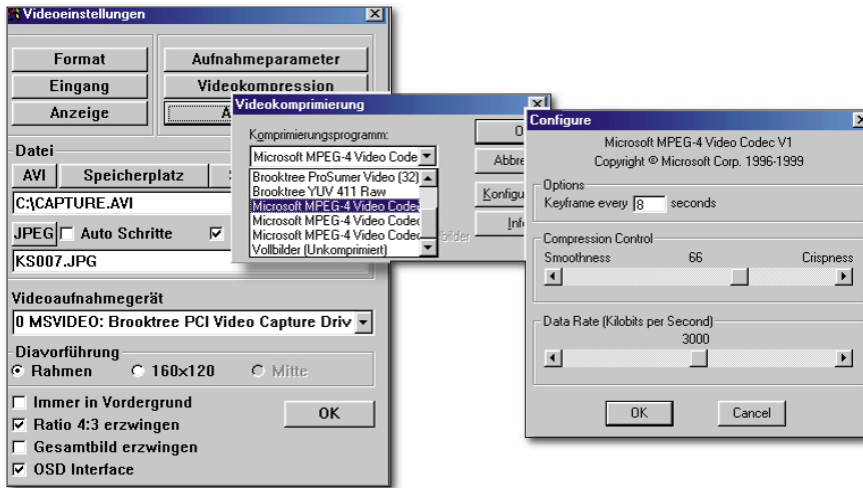 Videoeinstellungen
Format
Aufnahmeparameter
Eingang
Videokompression
Anzeige
Datei
AVI
Speicherplatz
C:\CAPTURE.AVI
JPEG
Auto Schritte
KS007.JPG
Videoaufnahmegerät
0 MSVIDEO: Brooktree PCI Video Capture Driv
Diavorführung
Rahmen
160x120
Mitte
Immer in Vordergrund
Ratio 4:3 erzwingen
OK
Gesamtbild erzwingen
OSD Interface
Videokomprimierung
Komprimierungsprogramm:
Microsoft MPEG-4 Video Code
Brooktree ProSumer Video (32)
Brooktree YUV 411 Raw
Microsoft MPEG-4 Video Codec
Microsoft MPEG-4 Video Codec
Microsoft MPEG-4 Video Codec
Vollbilder (Unkomprimiert)
Configure
Microsoft MPEG-4 Video Codec V1
Copyright © Microsoft Corp. 1996-1999
Options
Keyframe every 8 seconds
Compression Control
Smoothness 66 Crispness
Data Rate (Kilobits per Second)
3000
OK
Cancel